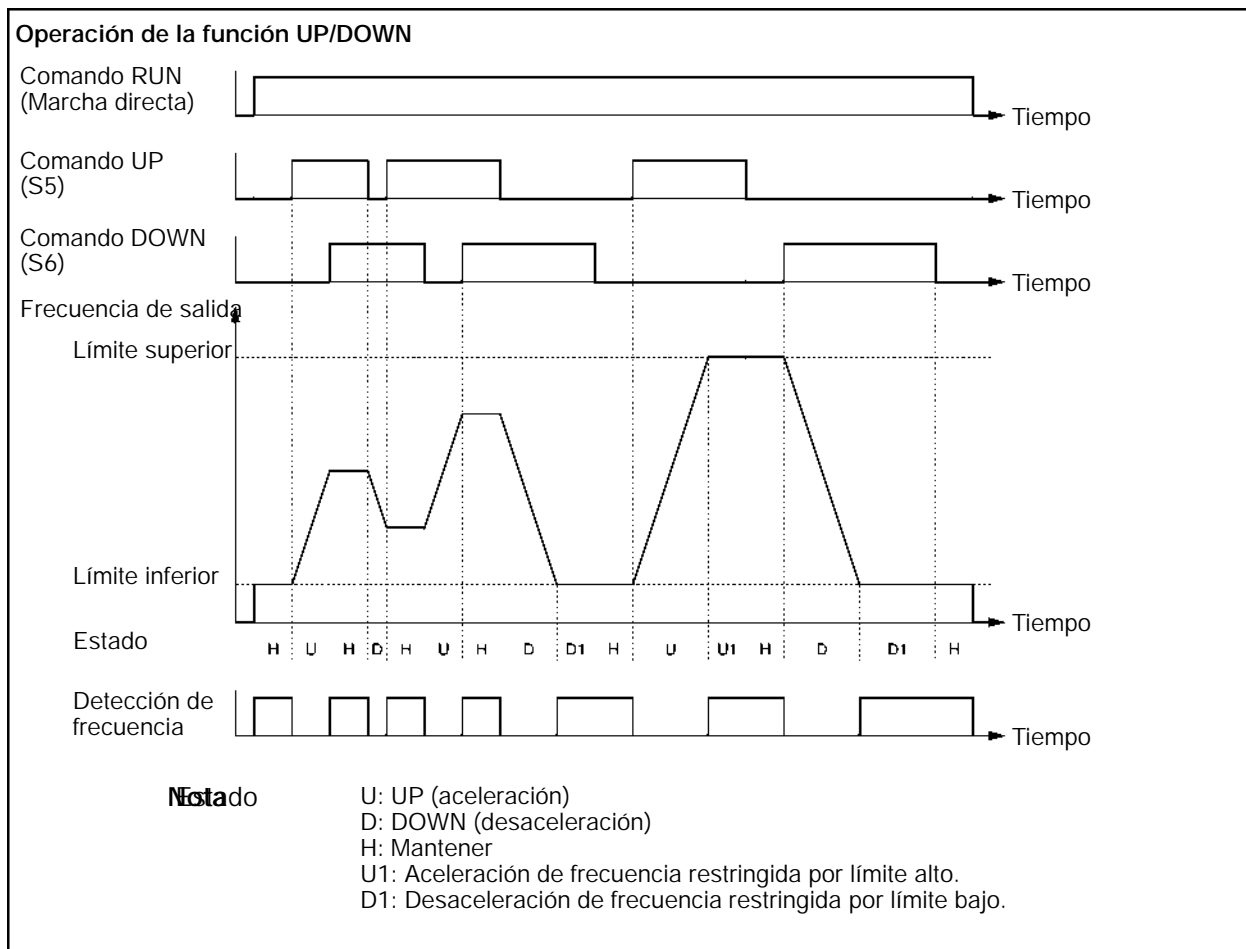 Operación de la función UP/DOWN
Comando RUN
(Marcha directa)
Tiempo
Comando UP
(S5)
Tiempo
Comando DOWN
(S6)
Tiempo
Frecuencia de salida
Límite superior
Límite inferior
Tiempo
Estado
H U H D H U H D D1 H U U1 H D D1 H
Detección de
frecuencia
Tiempo
Nota
Estado
U: UP (aceleración)
D: DOWN (desaceleración)
H: Mantener
U1: Aceleración de frecuencia restringida por límite alto.
D1: Desaceleración de frecuencia restringida por límite bajo.